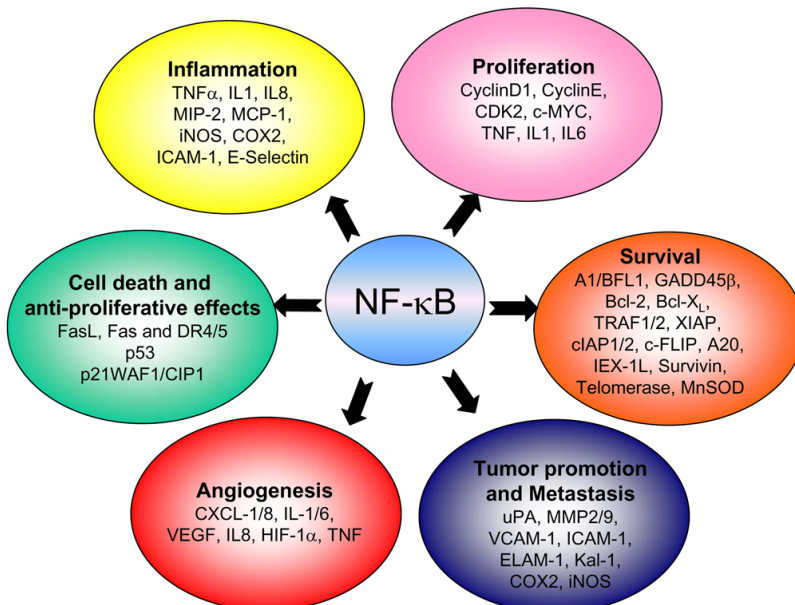 Inflammation
TNFα, IL1, IL8,
MIP-2, MCP-1,
iNOS, COX2,
ICAM-1, E-Selectin
Proliferation
CyclinD1, CyclinE,
CDK2, c-MYC,
TNF, IL1, IL6
Cell death and
anti-proliferative effects
FasL, Fas and DR4/5
p53
p21WAF1/CIP1
NF-κB
Survival
A1/BFL1, GADD45β,
Bcl-2, Bcl-X_L,
TRAF1/2, XIAP,
cIAP1/2, c-FLIP, A20,
IEX-1L, Survivin,
Telomerase, MnSOD
Angiogenesis
CXCL-1/8, IL-1/6,
VEGF, IL8, HIF-1α, TNF
Tumor promotion
and Metastasis
uPA, MMP2/9,
VCAM-1, ICAM-1,
ELAM-1, Kal-1,
COX2, iNOS